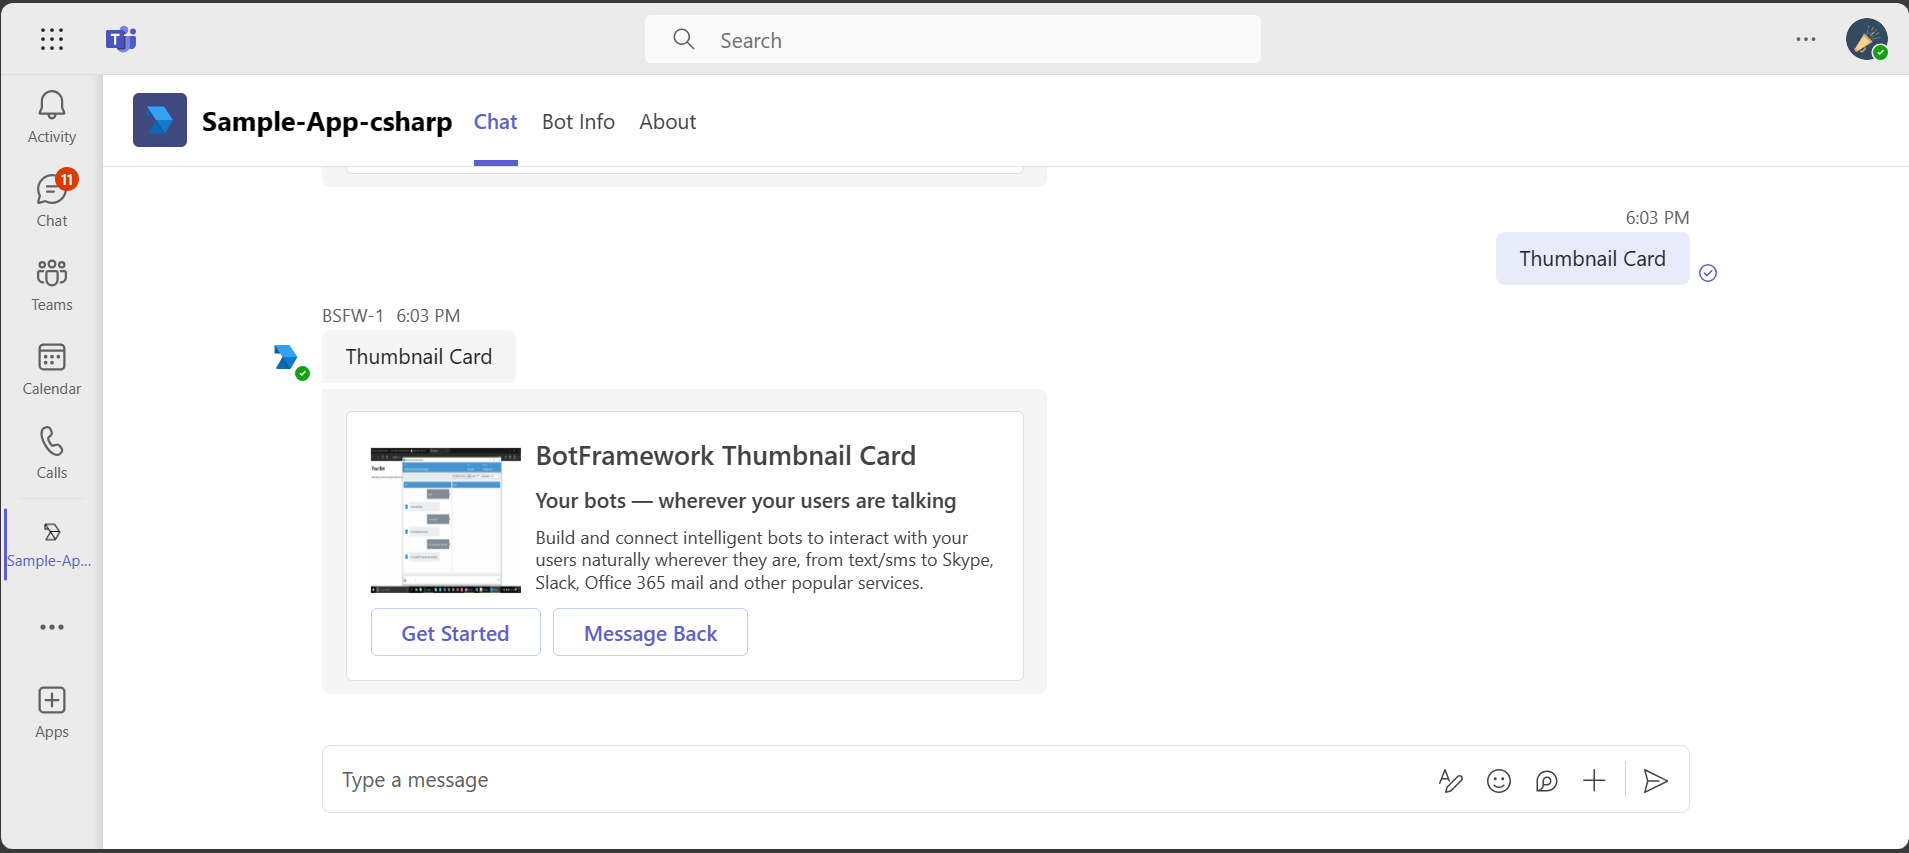 Search
Activity
11
Chat
Teams
Calendar
Calls
Sample-Ap...
Apps
Sample-App-csharp Chat Bot Info About
6:03 PM
Thumbnail Card
BSFW-1 6:03 PM
Thumbnail Card
BotFramework Thumbnail Card
Your bots — wherever your users are talking
Build and connect intelligent bots to interact with your
users naturally wherever they are, from text/sms to Skype,
Slack, Office 365 mail and other popular services.
Your Bot
Get Started Message Back
Type a message